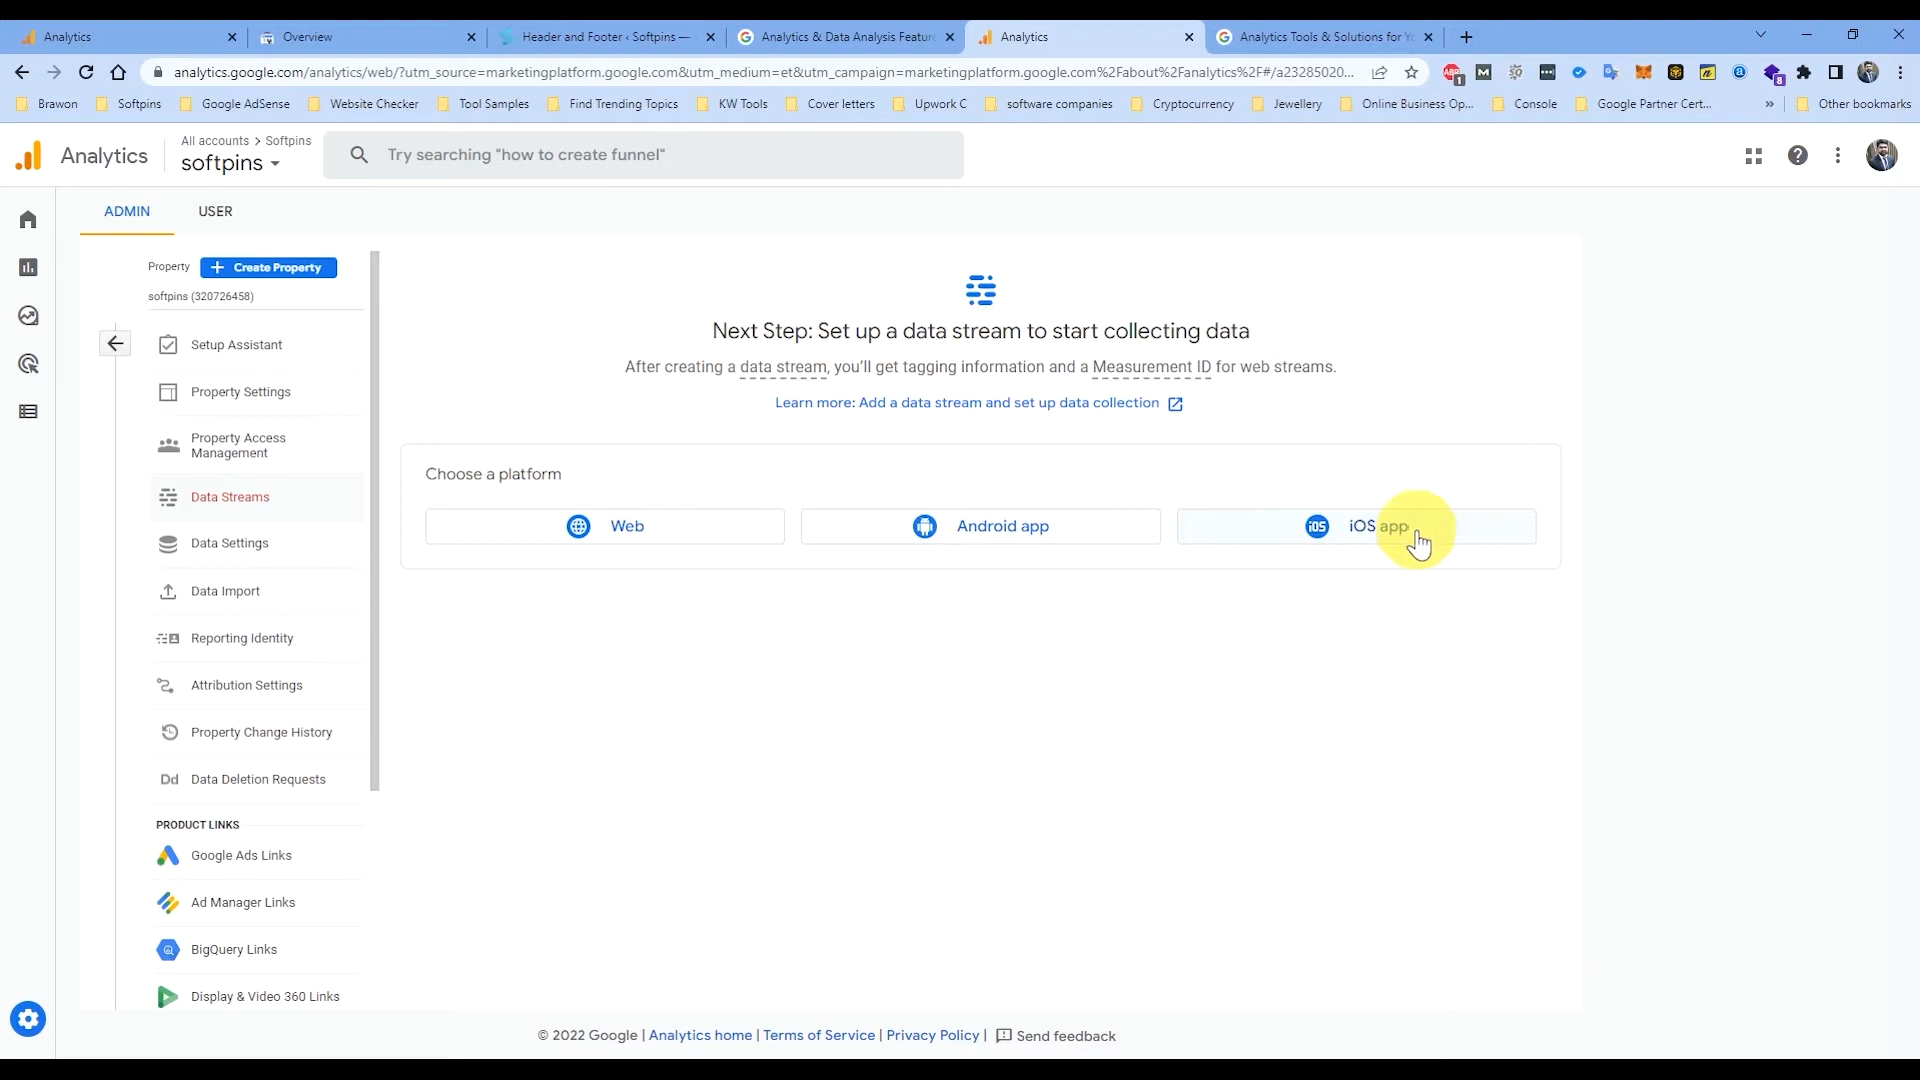 Analytics
Overview
Header and Footer ‹ Softpins —
Analytics & Data Analysis Feature
Analytics
Analytics Tools & Solutions for Yo
analytics.google.com/analytics/web/?utm_source=marketingplatform.google.com&utm_medium=et&utm_campaign=marketingplatform.google.com%2Fabout%2Fanalytics%2F#/a23285020...
Brawon
Softpins
Google AdSense
Website Checker
Tool Samples
Find Trending Topics
KW Tools
Cover letters
Upwork C
software companies
Cryptocurrency
Jewellery
Online Business Op...
Console
Google Partner Cert...
»
Other bookmarks
Analytics
All accounts > Softpins
softpins
Try searching "how to create funnel"
ADMIN
USER
Property
+ Create Property
softpins (320726458)
Setup Assistant
Property Settings
Property Access
Management
Data Streams
Data Settings
Data Import
Reporting Identity
Attribution Settings
Property Change History
Dd Data Deletion Requests
PRODUCT LINKS
Google Ads Links
Ad Manager Links
BigQuery Links
Display & Video 360 Links
Next Step: Set up a data stream to start collecting data
After creating a data stream, you’ll get tagging information and a Measurement ID for web streams.
Learn more: Add a data stream and set up data collection
Choose a platform
Web
Android app
iOS iOS app
© 2022 Google | Analytics home | Terms of Service | Privacy Policy | Send feedback